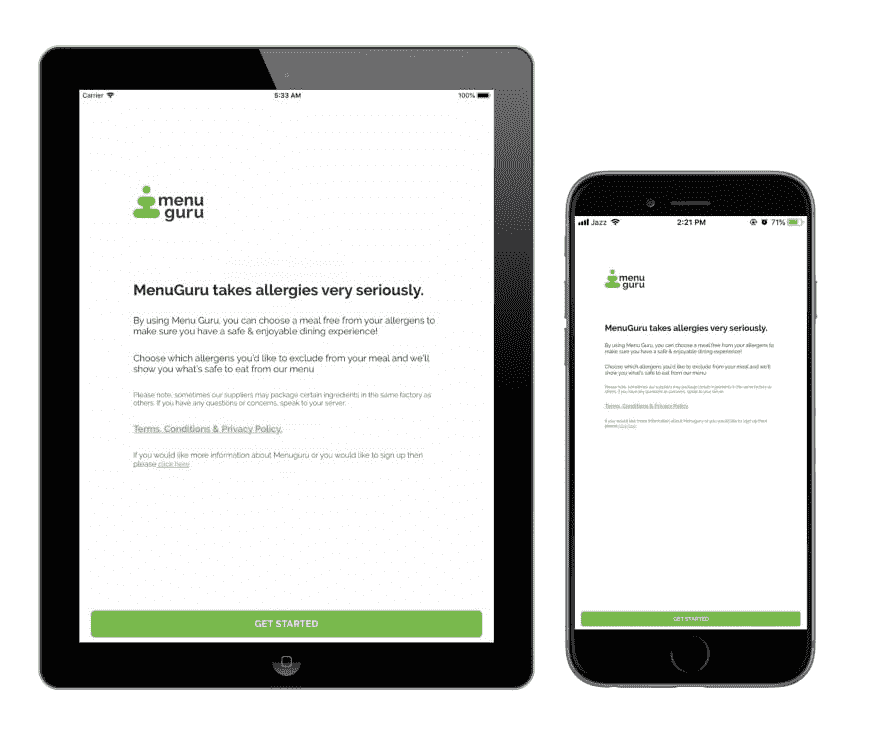 Carrier 5:33 AM 100%
menu
guru
MenuGuru takes allergies very seriously.
By using Menu Guru, you can choose a meal free from your allergens to
make sure you have a safe & enjoyable dining experience!
Choose which allergens you'd like to exclude from your meal and we'll
show you what's safe to eat from our menu
Please note, sometimes our suppliers may package certain ingredients in the same factory as
others. If you have any questions or concerns, speak to your server.
Terms, Conditions & Privacy Policy.
If you would like more information about Menuguru or you would like to sign up then
please click here
GET STARTED
Jazz 2:21 PM 71%
menu
guru
MenuGuru takes allergies very seriously.
By using Menu Guru, you can choose a meal free from your allergens to
make sure you have a safe & enjoyable dining experience!
Choose which allergens you'd like to exclude from your meal and we'll
show you what's safe to eat from our menu
Please note, sometimes our suppliers may package certain ingredients in the same factory as
others. If you have any questions or concerns, speak to your server.
Terms, Conditions & Privacy Policy.
If you would like more information about Menuguru or you would like to sign up then
please click here
GET STARTED